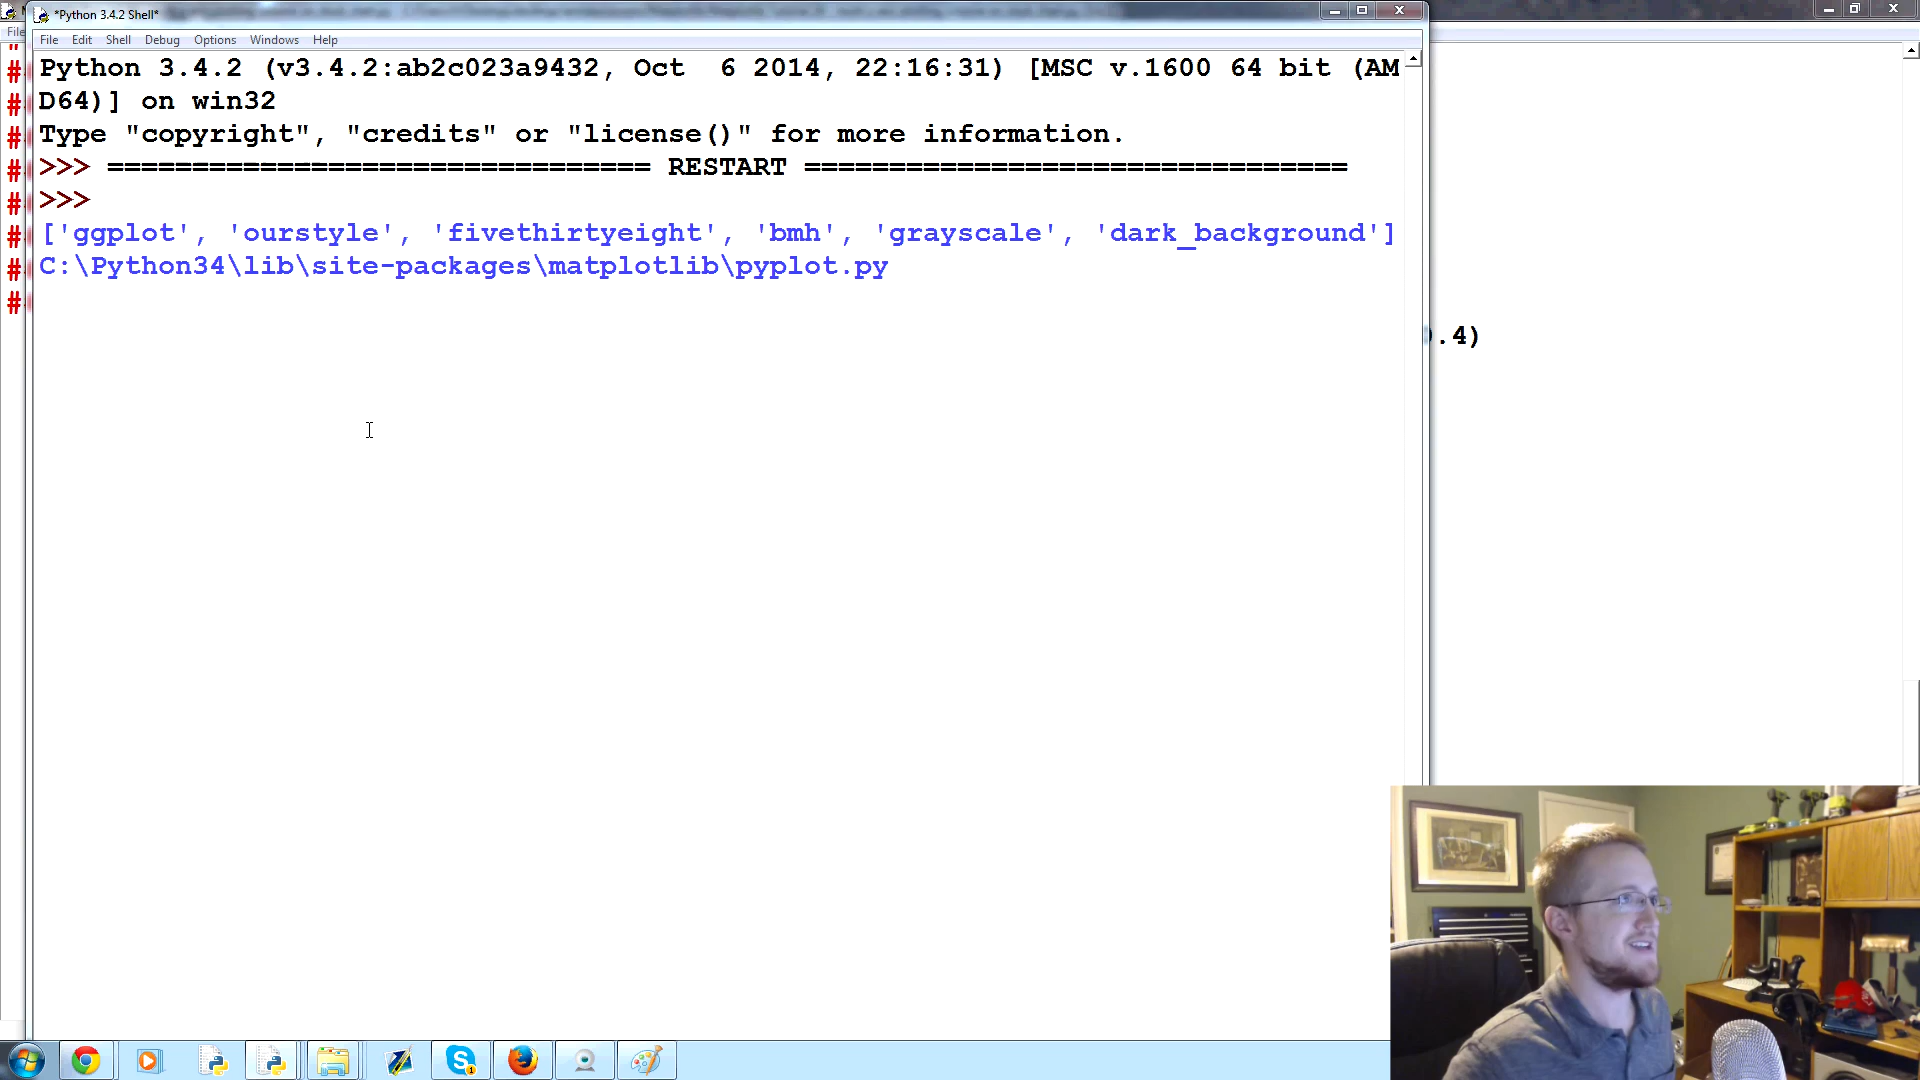 *Python 3.4.2 Shell*
File Edit Shell Debug Options Windows Help
File
Python 3.4.2 (v3.4.2:ab2c023a9432, Oct  6 2014, 22:16:31) [MSC v.1600 64 bit (AM
D64)] on win32
Type "copyright", "credits" or "license()" for more information.
>>> ================================ RESTART ================================
>>>
['ggplot', 'ourstyle', 'fivethirtyeight', 'bmh', 'grayscale', 'dark_background']
C:\Python34\lib\site-packages\matplotlib\pyplot.py
.4)
"
#
#
#
#
#
#
#
#